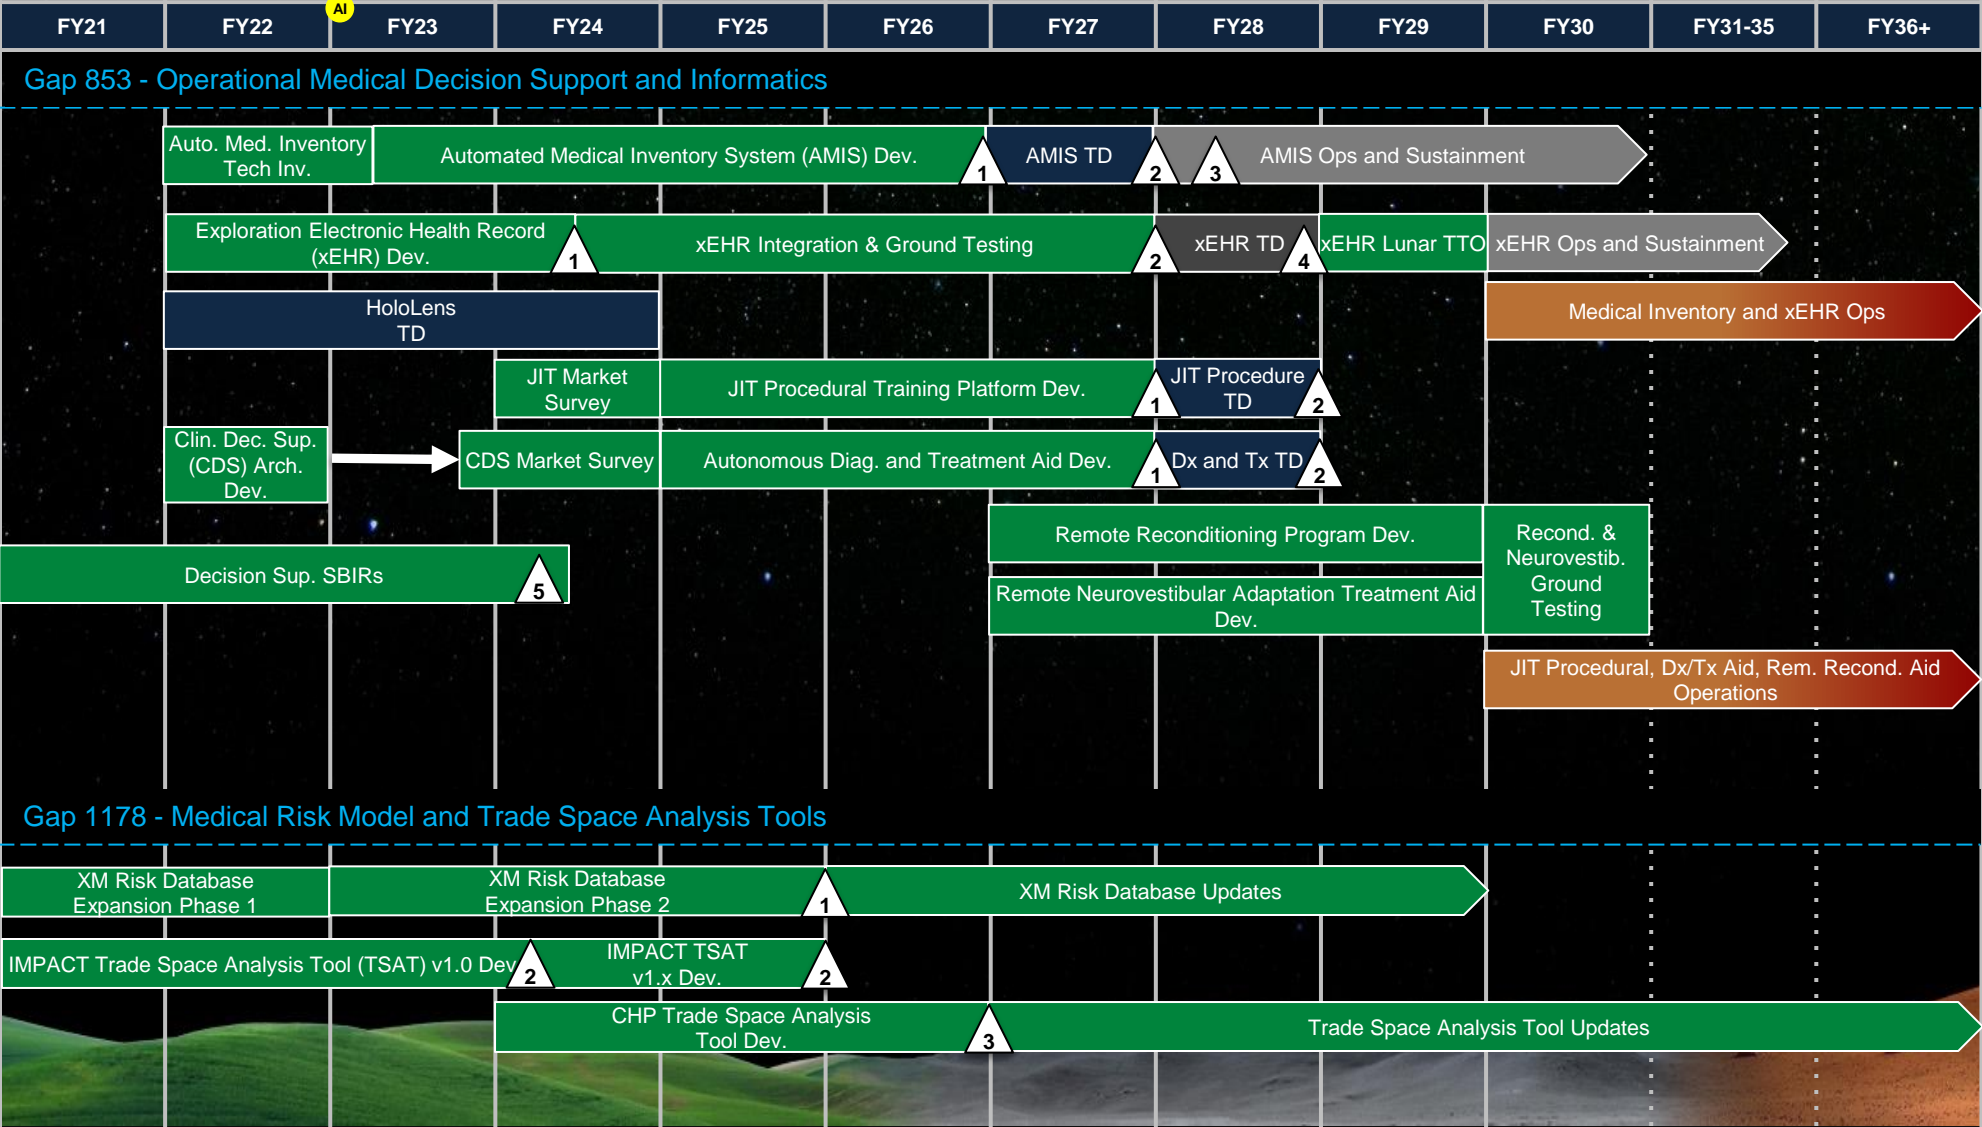 AI
FY21 FY22 FY23 FY24 FY25 FY26 FY27 FY28 FY29 FY30 FY31-35 FY36+
Gap 853 - Operational Medical Decision Support and Informatics
Auto. Med. Inventory
Tech Inv.
Automated Medical Inventory System (AMIS) Dev.
1
AMIS TD
2
3
AMIS Ops and Sustainment
Exploration Electronic Health Record
(xEHR) Dev.
1
xEHR Integration & Ground Testing
2
xEHR TD
4
xEHR Lunar TTO
xEHR Ops and Sustainment
HoloLens
TD
Medical Inventory and xEHR Ops
JIT Market
Survey
JIT Procedural Training Platform Dev.
1
JIT Procedure
TD
2
Clin. Dec. Sup.
(CDS) Arch.
Dev.
CDS Market Survey
Autonomous Diag. and Treatment Aid Dev.
1
Dx and Tx TD
2
Remote Reconditioning Program Dev.
Recond. &
Neurovestib.
Ground
Testing
Decision Sup. SBIRs
5
Remote Neurovestibular Adaptation Treatment Aid
Dev.
JIT Procedural, Dx/Tx Aid, Rem. Recond. Aid
Operations
Gap 1178 - Medical Risk Model and Trade Space Analysis Tools
XM Risk Database
Expansion Phase 1
XM Risk Database
Expansion Phase 2
1
XM Risk Database Updates
IMPACT Trade Space Analysis Tool (TSAT) v1.0 Dev
2
IMPACT TSAT
v1.x Dev.
2
CHP Trade Space Analysis
Tool Dev.
3
Trade Space Analysis Tool Updates